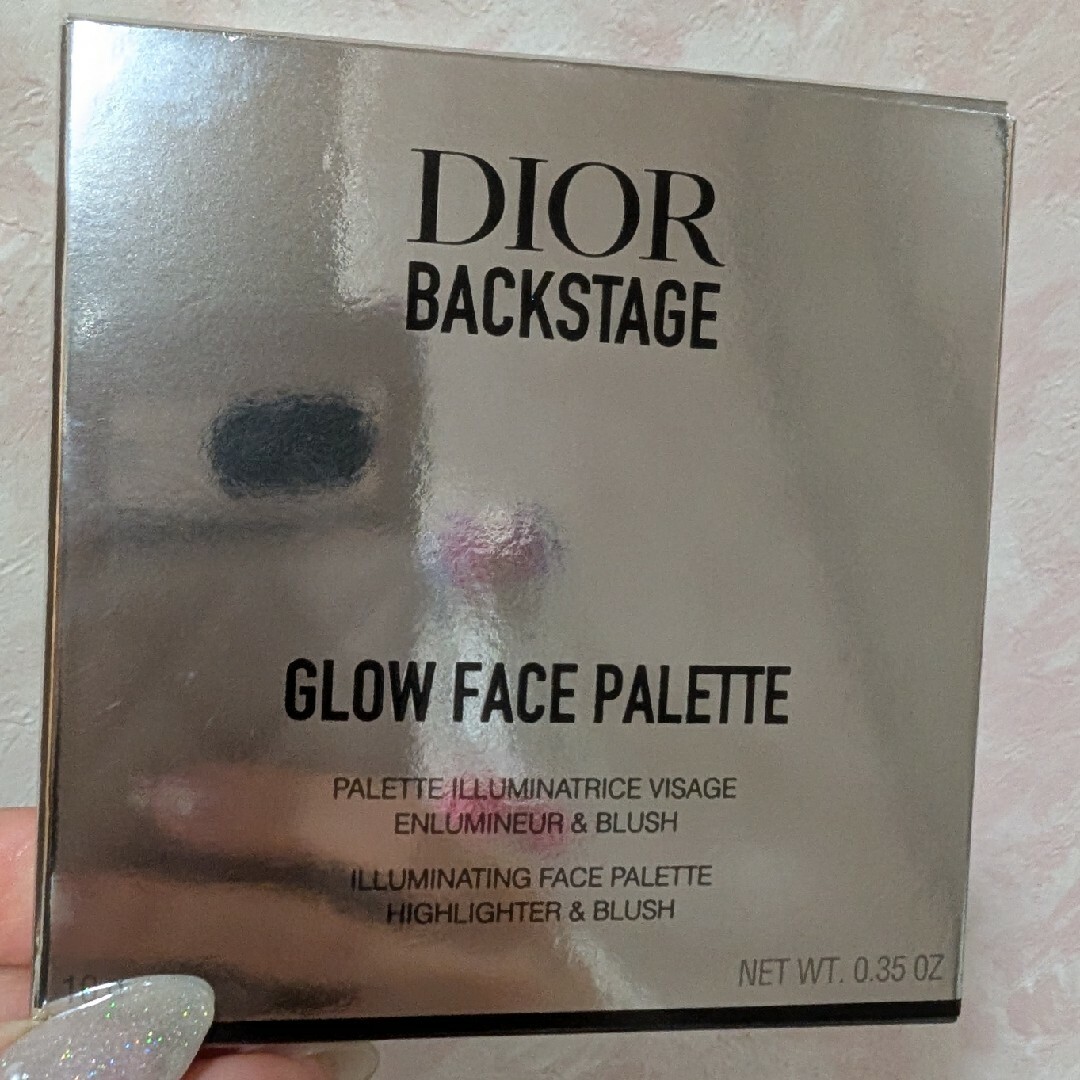 DIOR
BACKSTAGE
GLOW FACE PALETTE
PALETTE ILLUMINATRICE VISAGE
ENLUMINEUR & BLUSH
ILLUMINATING FACE PALETTE
HIGHLIGHTER & BLUSH
NET WT. 0.35 OZ